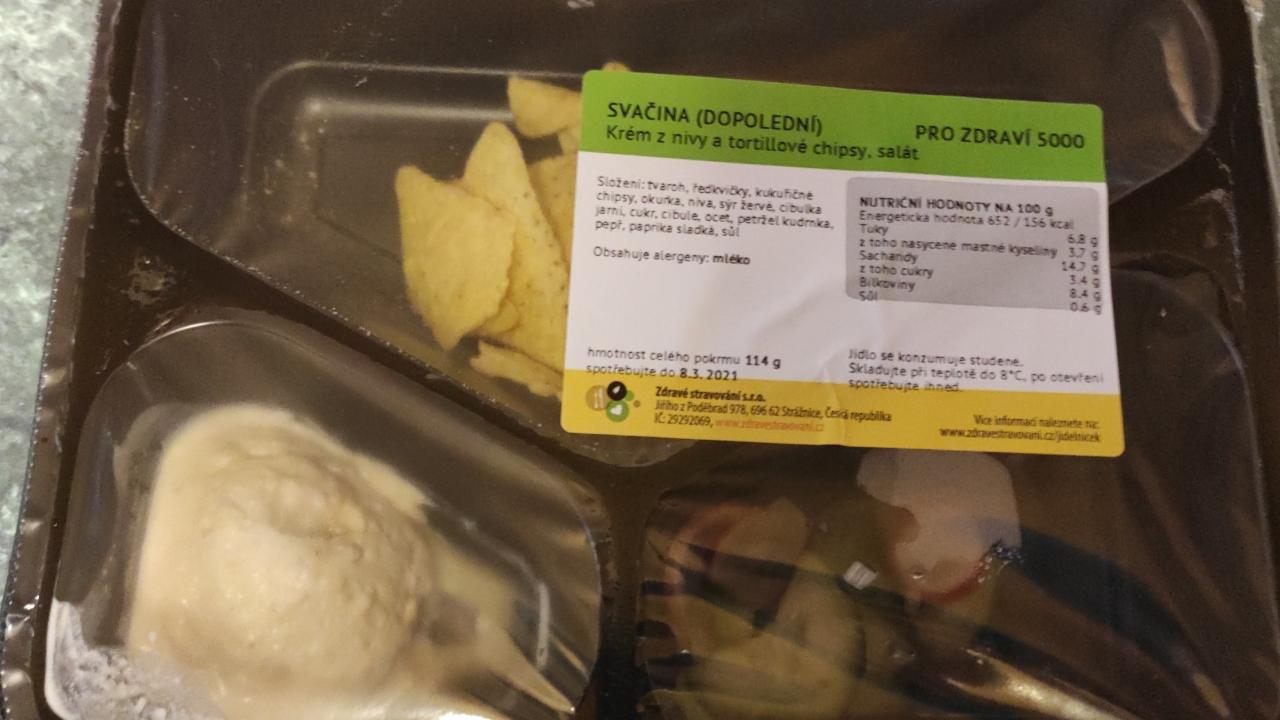 SVAČINA (DOPOLEDNÍ)
PRO ZDRAVÍ 5000
Krém z nivy a tortillové chipsy, salát
Složení: tvaroh, ředkvičky, kukuřičné
chipsy, okurka, niva, sýr žervé, cibulka
jarní, cukr, cibule, ocet, petržel kudrnka,
pepř, paprika sladká, sůl
Obsahuje alergeny: mléko
NUTRIČNÍ HODNOTY NA 100 g
Energetická hodnota 652 / 156 kcal
Tuky 6.8 g
z toho nasycené mastné kyseliny 3.7 g
Sacharidy 14.7 g
z toho cukry 3.4 g
Bílkoviny 8.4 g
Sůl 0.6 g
hmotnost celého pokrmu 114 g
spotřebujte do 8.3. 2021
Jídlo se konzumuje studené.
Skladujte při teplotě do 8°C, po otevření
spotřebujte ihned.
Zdravé stravování s.r.o.
Jiřího z Poděbrad 978, 696 62 Strážnice, Česká republika
IČ: 29292069, www.zdravestravovani.cz
Více informací naleznete na:
www.zdravestravovani.cz/jidelnicek